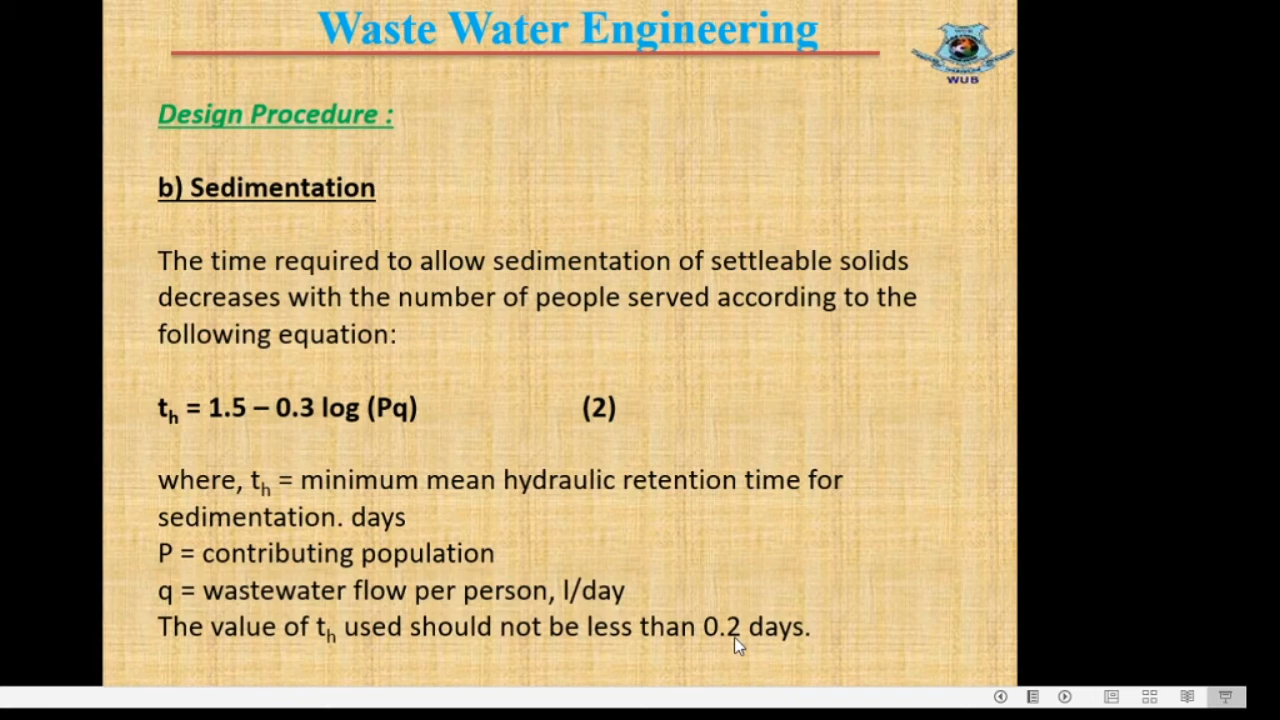 Waste Water Engineering
WUB
Design Procedure :
b) Sedimentation
The time required to allow sedimentation of settleable solids
decreases with the number of people served according to the
following equation:
th = 1.5 – 0.3 log (Pq) (2)
where, th = minimum mean hydraulic retention time for
sedimentation. days
P = contributing population
q = wastewater flow per person, l/day
The value of th used should not be less than 0.2 days.